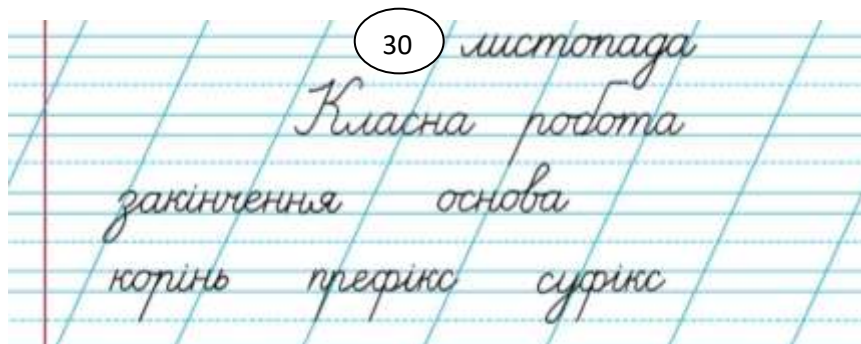 30 листопада
Класна робота
закінчення основа
корінь префікс суфікс